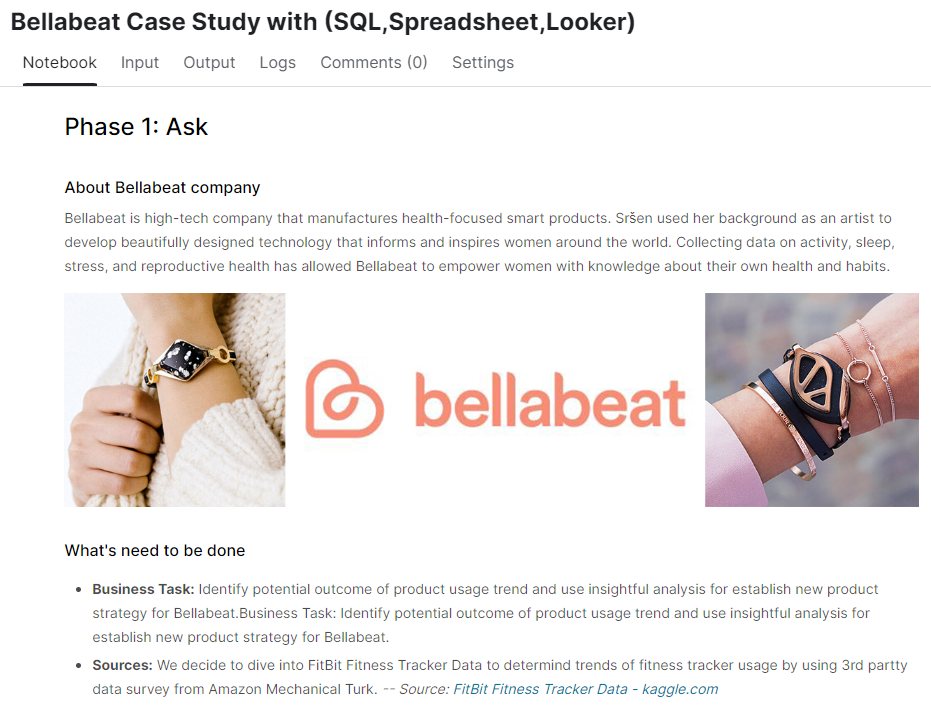 Bellabeat Case Study with (SQL,Spreadsheet,Looker)
Notebook Input Output Logs Comments (0) Settings
Phase 1: Ask
About Bellabeat company
Bellabeat is high-tech company that manufactures health-focused smart products. Sršen used her background as an artist to
develop beautifully designed technology that informs and inspires women around the world. Collecting data on activity, sleep,
stress, and reproductive health has allowed Bellabeat to empower women with knowledge about their own health and habits.
bellabeat
What's need to be done
• Business Task: Identify potential outcome of product usage trend and use insightful analysis for establish new product
strategy for Bellabeat.Business Task: Identify potential outcome of product usage trend and use insightful analysis for
establish new product strategy for Bellabeat.
• Sources: We decide to dive into FitBit Fitness Tracker Data to determind trends of fitness tracker usage by using 3rd partty
data survey from Amazon Mechanical Turk. -- Source: FitBit Fitness Tracker Data - kaggle.com